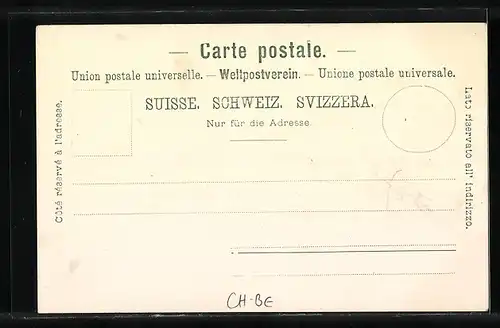 — Carte postale. —
Union postale universelle. — Weltpostverein. — Unione postale universale.
SUISSE. SCHWEIZ. SVIZZERA.
Nur für die Adresse
Côté réservé à l'adresse.
Lato riservato all' indirizzo.
CH-BE